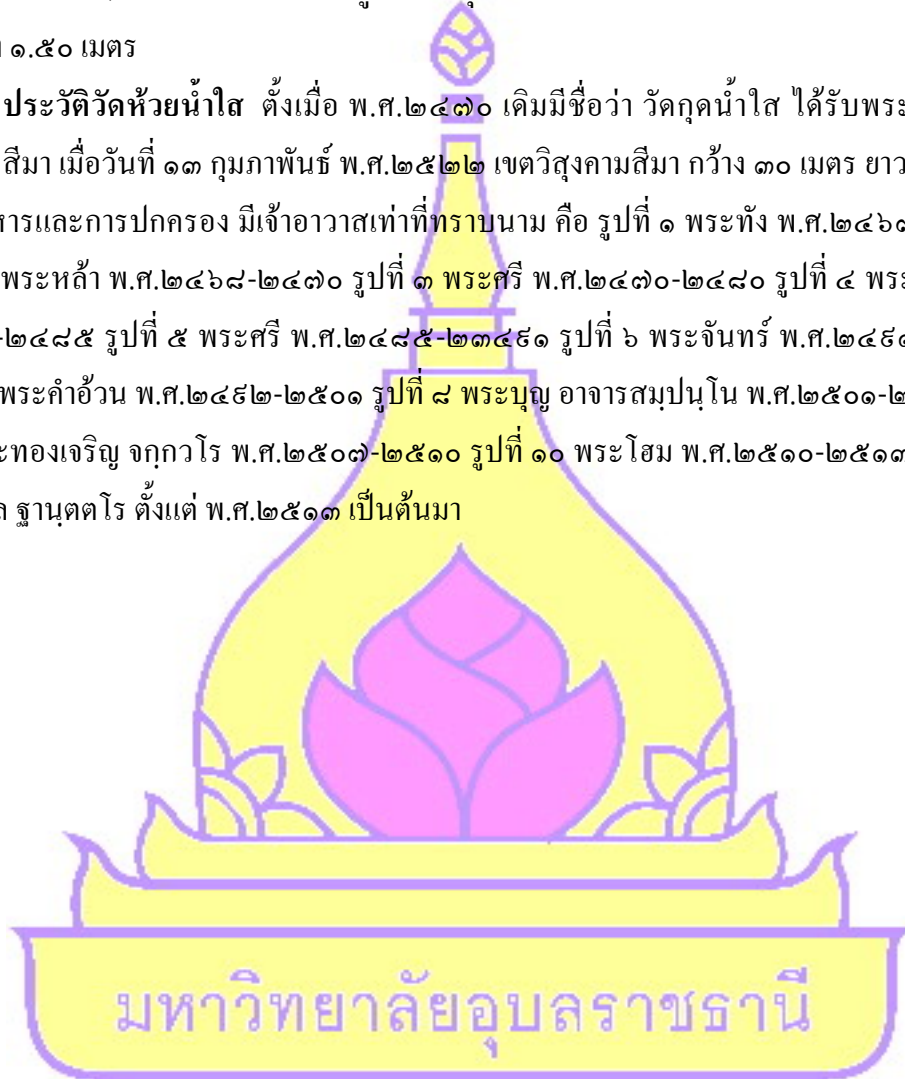 ๑.๕๐ เมตร
ประวัติวัดห้วยน้ำใส ตั้งเมื่อ พ.ศ.๒๔๗๐ เดิมมีชื่อว่า วัดกุดน้ำใส ได้รับพระ
สีมา เมื่อวันที่ ๑๓ กุมภาพันธ์ พ.ศ.๒๕๒๒ เขตวิสุงคามสีมา กว้าง ๓๐ เมตร ยาว
หารและการปกครอง มีเจ้าอาวาสเท่าที่ทราบนาม คือ รูปที่ ๑ พระทัง พ.ศ.๒๔๖๑
พระหล้า พ.ศ.๒๔๖๘-๒๔๗๐ รูปที่ ๓ พระศรี พ.ศ.๒๔๗๐-๒๔๘๐ รูปที่ ๔ พระ
-๒๔๘๕ รูปที่ ๕ พระศรี พ.ศ.๒๔๘๕-๒๓๔๙๑ รูปที่ ๖ พระจันทร์ พ.ศ.๒๔๙๔
พระคำอ้วน พ.ศ.๒๔๙๒-๒๕๐๑ รูปที่ ๘ พระบุญ อาจารสมฺปนฺโน พ.ศ.๒๕๐๑-๒
ะทองเจริญ จกฺกวโร พ.ศ.๒๕๐๗-๒๕๑๐ รูปที่ ๑๐ พระโฮม พ.ศ.๒๕๑๐-๒๕๑๓
ฐานฺตตโร ตั้งแต่ พ.ศ.๒๕๑๓ เป็นต้นมา
มหาวิทยาลัยอุบลราชธานี